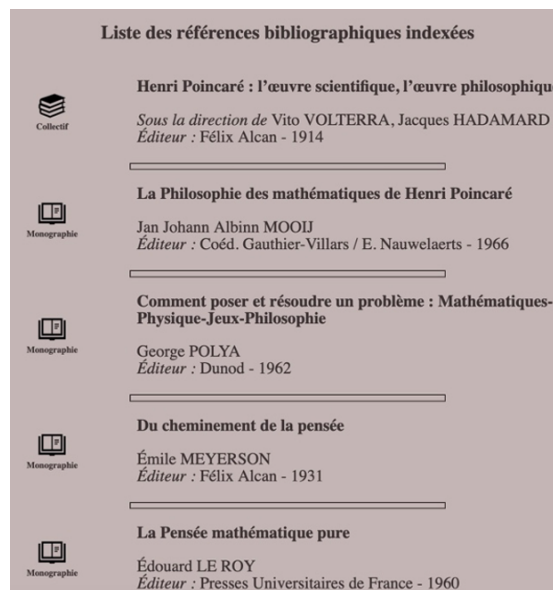 Liste des références bibliographiques indexées
Henri Poincaré : l’œuvre scientifique, l’œuvre philosophique
Collectif
Sous la direction de Vito VOLTERRA, Jacques HADAMARD
Éditeur : Félix Alcan - 1914
La Philosophie des mathématiques de Henri Poincaré
Monographie
Jan Johann Albinn MOOIJ
Éditeur : Coéd. Gauthier-Villars / E. Nauwelaerts - 1966
Comment poser et résoudre un problème : Mathématiques-
Physique-Jeux-Philosophie
Monographie
George POLYA
Éditeur : Dunod - 1962
Du cheminement de la pensée
Monographie
Émile MEYERSON
Éditeur : Félix Alcan - 1931
La Pensée mathématique pure
Monographie
Édouard LE ROY
Éditeur : Presses Universitaires de France - 1960